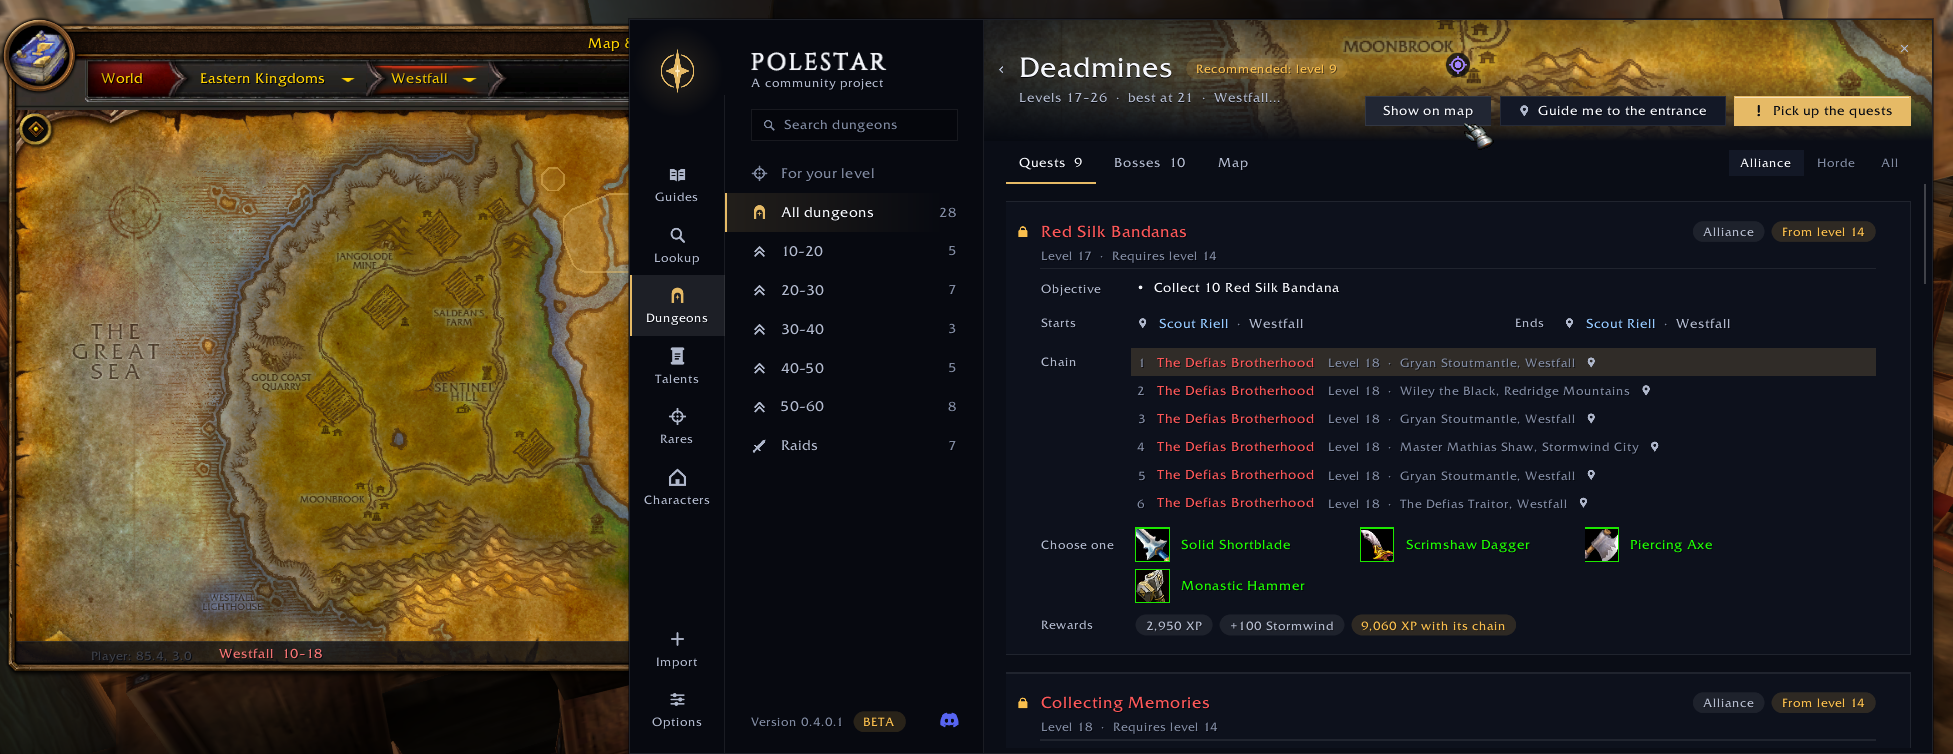 Map &
World
Eastern Kingdoms
Westfall
JANGOLODE MINE
SALDEAN'S FARM
THE GREAT SEA
GOLD COAST QUARRY
SENTINEL HILL
MOONBROOK
WESTFALL LIGHTHOUSE
Player: 85.4, 3.0
Westfall 10-18
Guides
Lookup
Dungeons
Talents
Rares
Characters
Import
Options
POLESTAR
A community project
Search dungeons
For your level
All dungeons 28
10-20 5
20-30 7
30-40 3
40-50 5
50-60 8
Raids 7
Version 0.4.0.1 BETA
MOONBROOK
‹ Deadmines Recommended: level 9 ×
Levels 17-26 · best at 21 · Westfall...
Show on map
Guide me to the entrance
! Pick up the quests
Quests 9 Bosses 10 Map
Alliance Horde All
Red Silk Bandanas Alliance From level 14
Level 17 · Requires level 14
Objective • Collect 10 Red Silk Bandana
Starts Scout Riell · Westfall Ends Scout Riell · Westfall
Chain 1 The Defias Brotherhood Level 18 · Gryan Stoutmantle, Westfall
2 The Defias Brotherhood Level 18 · Wiley the Black, Redridge Mountains
3 The Defias Brotherhood Level 18 · Gryan Stoutmantle, Westfall
4 The Defias Brotherhood Level 18 · Master Mathias Shaw, Stormwind City
5 The Defias Brotherhood Level 18 · Gryan Stoutmantle, Westfall
6 The Defias Brotherhood Level 18 · The Defias Traitor, Westfall
Choose one Solid Shortblade Scrimshaw Dagger Piercing Axe
Monastic Hammer
Rewards 2,950 XP +100 Stormwind 9,060 XP with its chain
Collecting Memories Alliance From level 14
Level 18 · Requires level 14